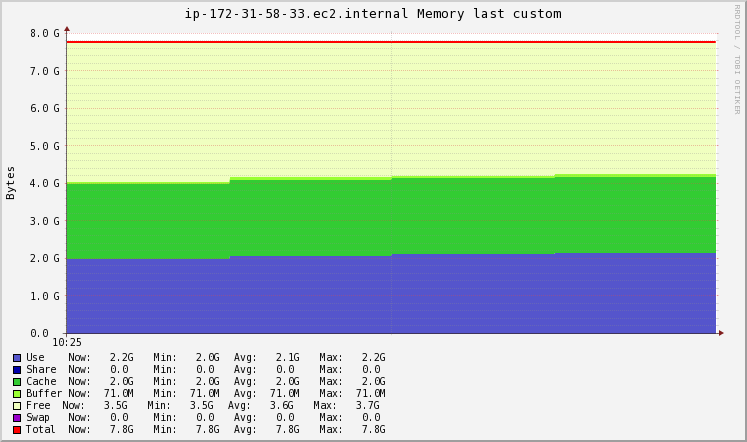 ip-172-31-58-33.ec2.internal Memory last custom
RRDTOOL / TOBI OETIKER
Bytes
8.0 G
7.0 G
6.0 G
5.0 G
4.0 G
3.0 G
2.0 G
1.0 G
0.0
10:25
Use Now: 2.2G Min: 2.0G Avg: 2.1G Max: 2.2G
Share Now: 0.0 Min: 0.0 Avg: 0.0 Max: 0.0
Cache Now: 2.0G Min: 2.0G Avg: 2.0G Max: 2.0G
Buffer Now: 71.0M Min: 71.0M Avg: 71.0M Max: 71.0M
Free Now: 3.5G Min: 3.5G Avg: 3.6G Max: 3.7G
Swap Now: 0.0 Min: 0.0 Avg: 0.0 Max: 0.0
Total Now: 7.8G Min: 7.8G Avg: 7.8G Max: 7.8G